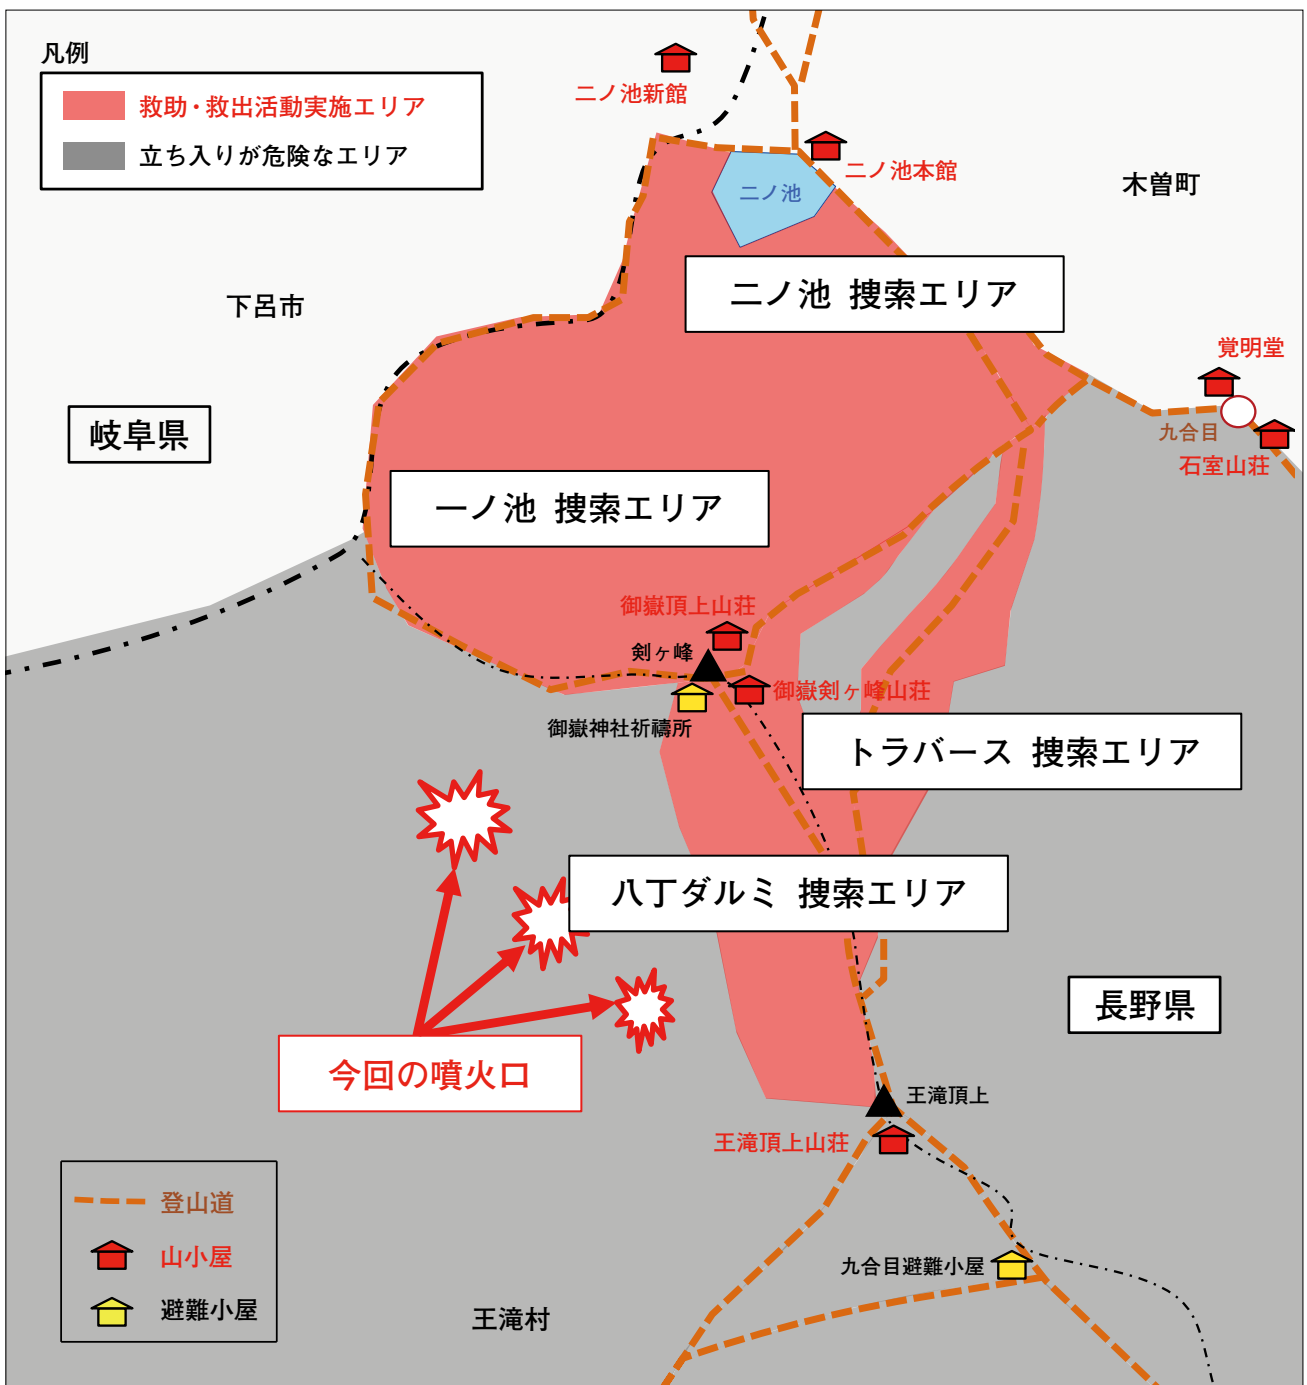 凡例
救助・救出活動実施エリア
立ち入りが危険なエリア
二ノ池新館
二ノ池本館
二ノ池
木曽町
二ノ池 捜索エリア
下呂市
覚明堂
岐阜県
九合目
石室山荘
一ノ池 捜索エリア
御嶽頂上山荘
剣ヶ峰
御嶽剣ヶ峰山荘
御嶽神社祈禱所
トラバース 捜索エリア
八丁ダルミ 捜索エリア
長野県
今回の噴火口
王滝頂上
王滝頂上山荘
登山道
山小屋
九合目避難小屋
避難小屋
王滝村